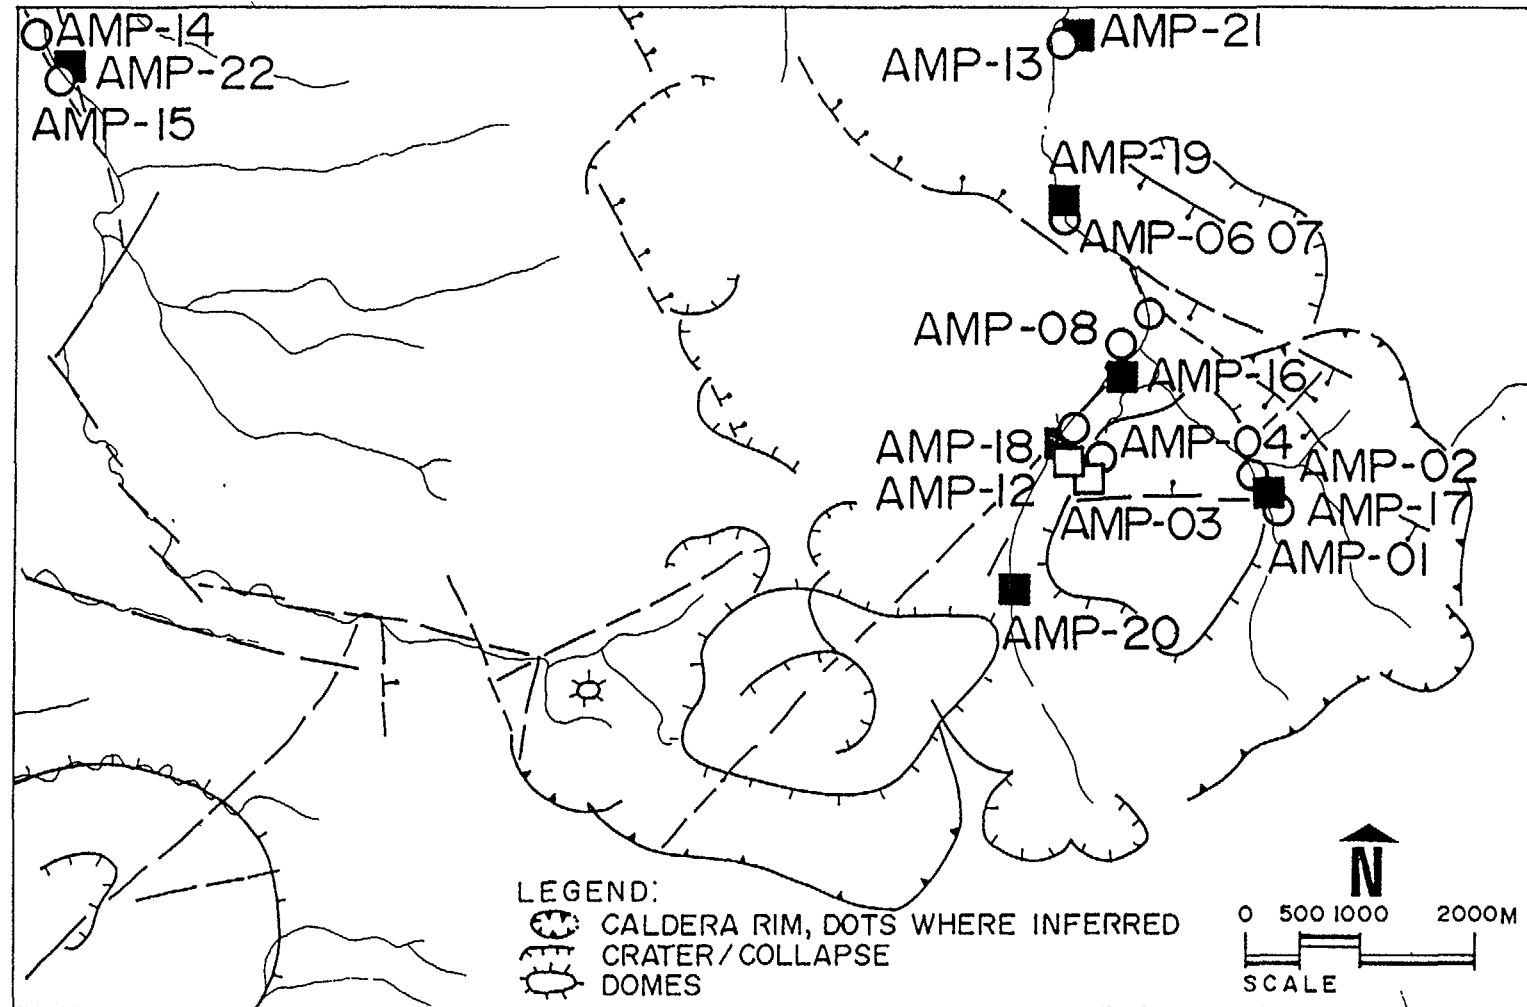 AMP-14
AMP-22
AMP-15
AMP-21
AMP-13
AMP-19
AMP-06 07
AMP-08
AMP-16
AMP-18
AMP-04
AMP-02
AMP-12
AMP-03
AMP-17
AMP-01
AMP-20
LEGEND:
CALDERA RIM, DOTS WHERE INFERRED
CRATER/COLLAPSE
DOMES
N
0 500 1000 2000M
SCALE